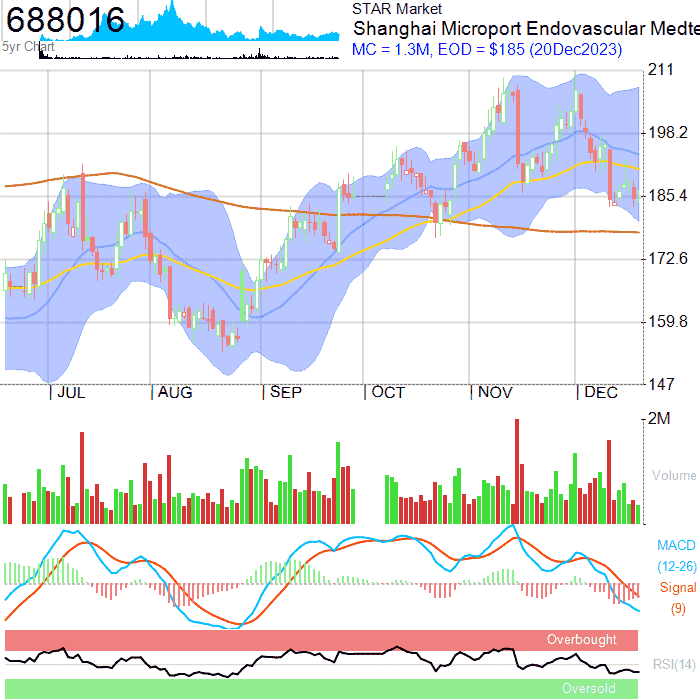 688016
5yr Chart
STAR Market
Shanghai Microport Endovascular Medte
MC = 1.3M, EOD = $185 (20Dec2023)
211
198.2
185.4
172.6
159.8
147
JUL AUG SEP OCT NOV DEC
2M
Volume
MACD
(12-26)
Signal
(9)
Overbought
RSI(14)
Oversold